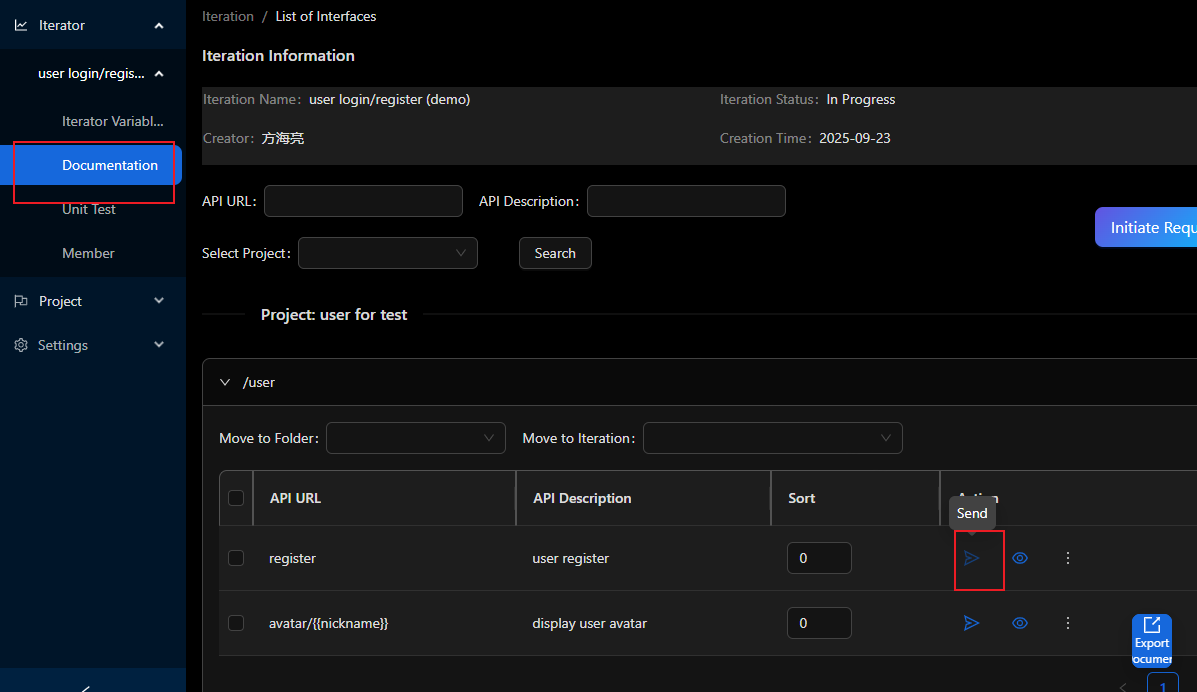 Iterator
user login/regis...
Iterator Variabl...
Documentation
Unit Test
Member
Project
Settings
Iteration / List of Interfaces
Iteration Information
Iteration Name: user login/register (demo)
Iteration Status: In Progress
Creator: 方海亮
Creation Time: 2025-09-23
API URL:
API Description:
Select Project:
Search
Initiate Requ
Project: user for test
/user
Move to Folder:
Move to Iteration:
API URL
API Description
Sort
Action
Send
register
user register
0
avatar/{{nickname}}
display user avatar
0
Export
ocumen
1